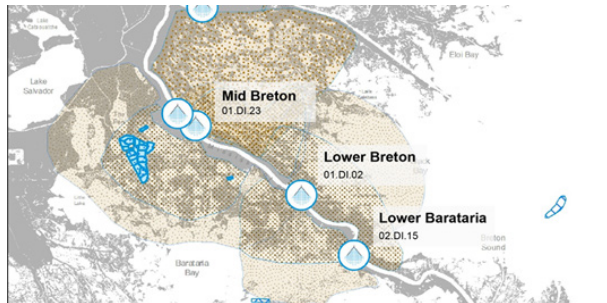 Lake
Salvador
Mid Breton
01.DI.23
Eloi Bay
Lower Breton
01.DI.02
Lower Barataria
02.DI.15
Breton
Sound
Barataria
Bay